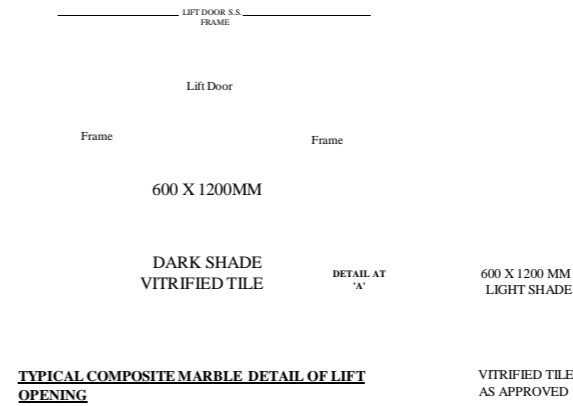 LIFT DOOR S.S.
FRAME
Lift Door
Frame
Frame
600 X 1200MM
DARK SHADE
VITRIFIED TILE
DETAIL AT
'A'
600 X 1200 MM
LIGHT SHADE
TYPICAL COMPOSITE MARBLE DETAIL OF LIFT
OPENING
VITRIFIED TILE
AS APPROVED